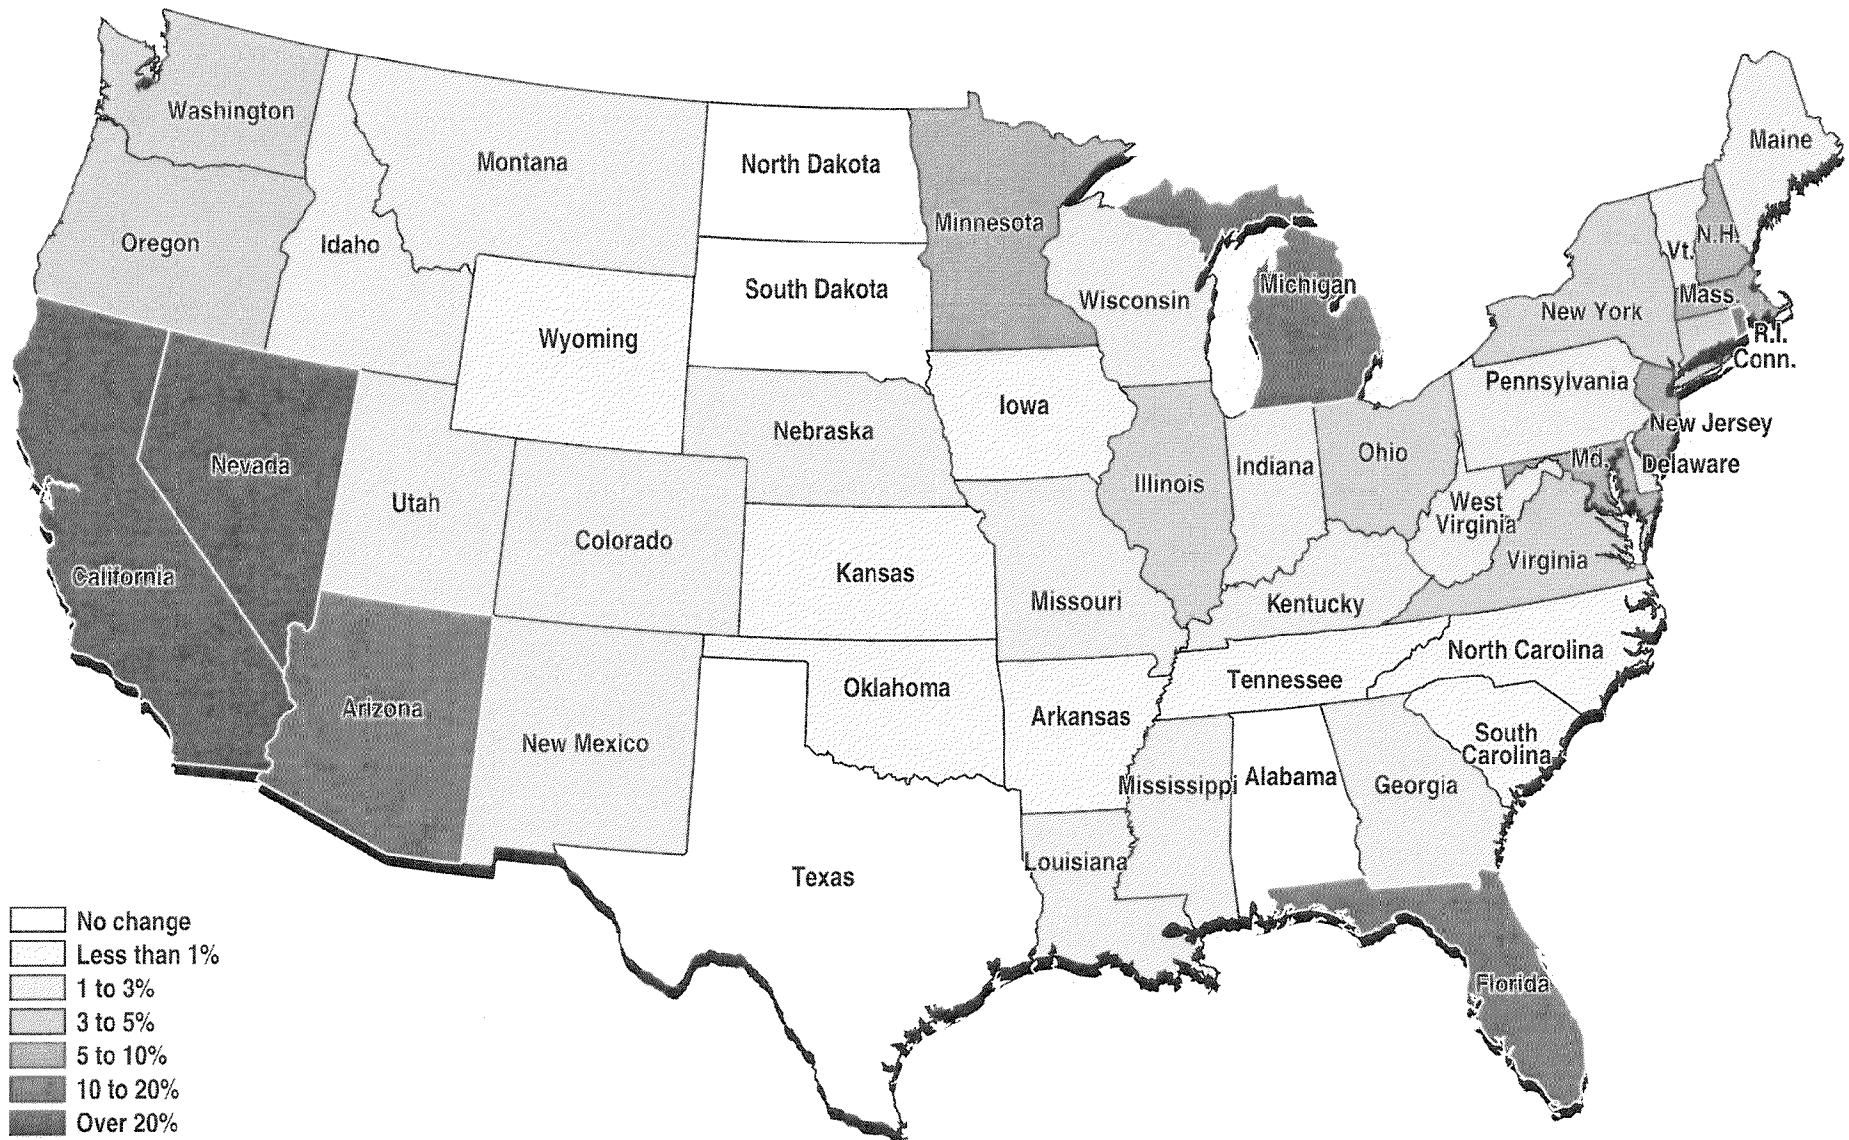 Washington
Montana
North Dakota
Minnesota
Maine
Oregon
Idaho
South Dakota
Wisconsin
Michigan
Vt.
N.H.
New York
Mass.
R.I.
Conn.
Wyoming
Iowa
Pennsylvania
New Jersey
Nebraska
Nevada
Utah
Illinois
Indiana
Ohio
Md.
Delaware
West
Virginia
Virginia
Colorado
Kansas
California
Missouri
Kentucky
North Carolina
Tennessee
Oklahoma
Arkansas
Arizona
New Mexico
South
Carolina
Mississippi
Alabama
Georgia
Texas
Louisiana
Florida
No change
Less than 1%
1 to 3%
3 to 5%
5 to 10%
10 to 20%
Over 20%